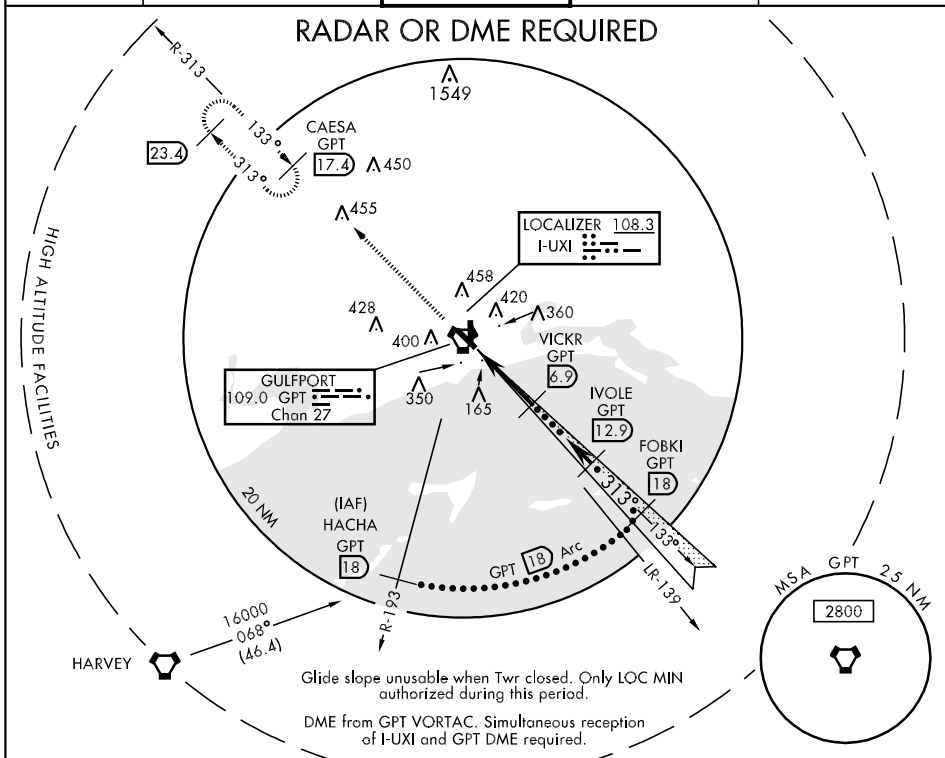 RADAR OR DME REQUIRED
R-313
1549
133°
CAESA
GPT
17.4
23.4
313°
450
455
LOCALIZER 108.3
I-UXI
HIGH ALTITUDE FACILITIES
458
420
360
428
400
VICKR
GPT
6.9
GULFPORT
109.0 GPT
Chan 27
350
165
IVOLE
GPT
12.9
FOBKI
GPT
18
313°
133°
20 NM
(IAF)
HACHA
GPT
18
GPT 18 Arc
LR-139
R-193
MSA GPT 25 NM
2800
16000
068°
(46.4)
HARVEY
Glide slope unusable when Twr closed. Only LOC MIN
authorized during this period.
DME from GPT VORTAC. Simultaneous reception
of I-UXI and GPT DME required.